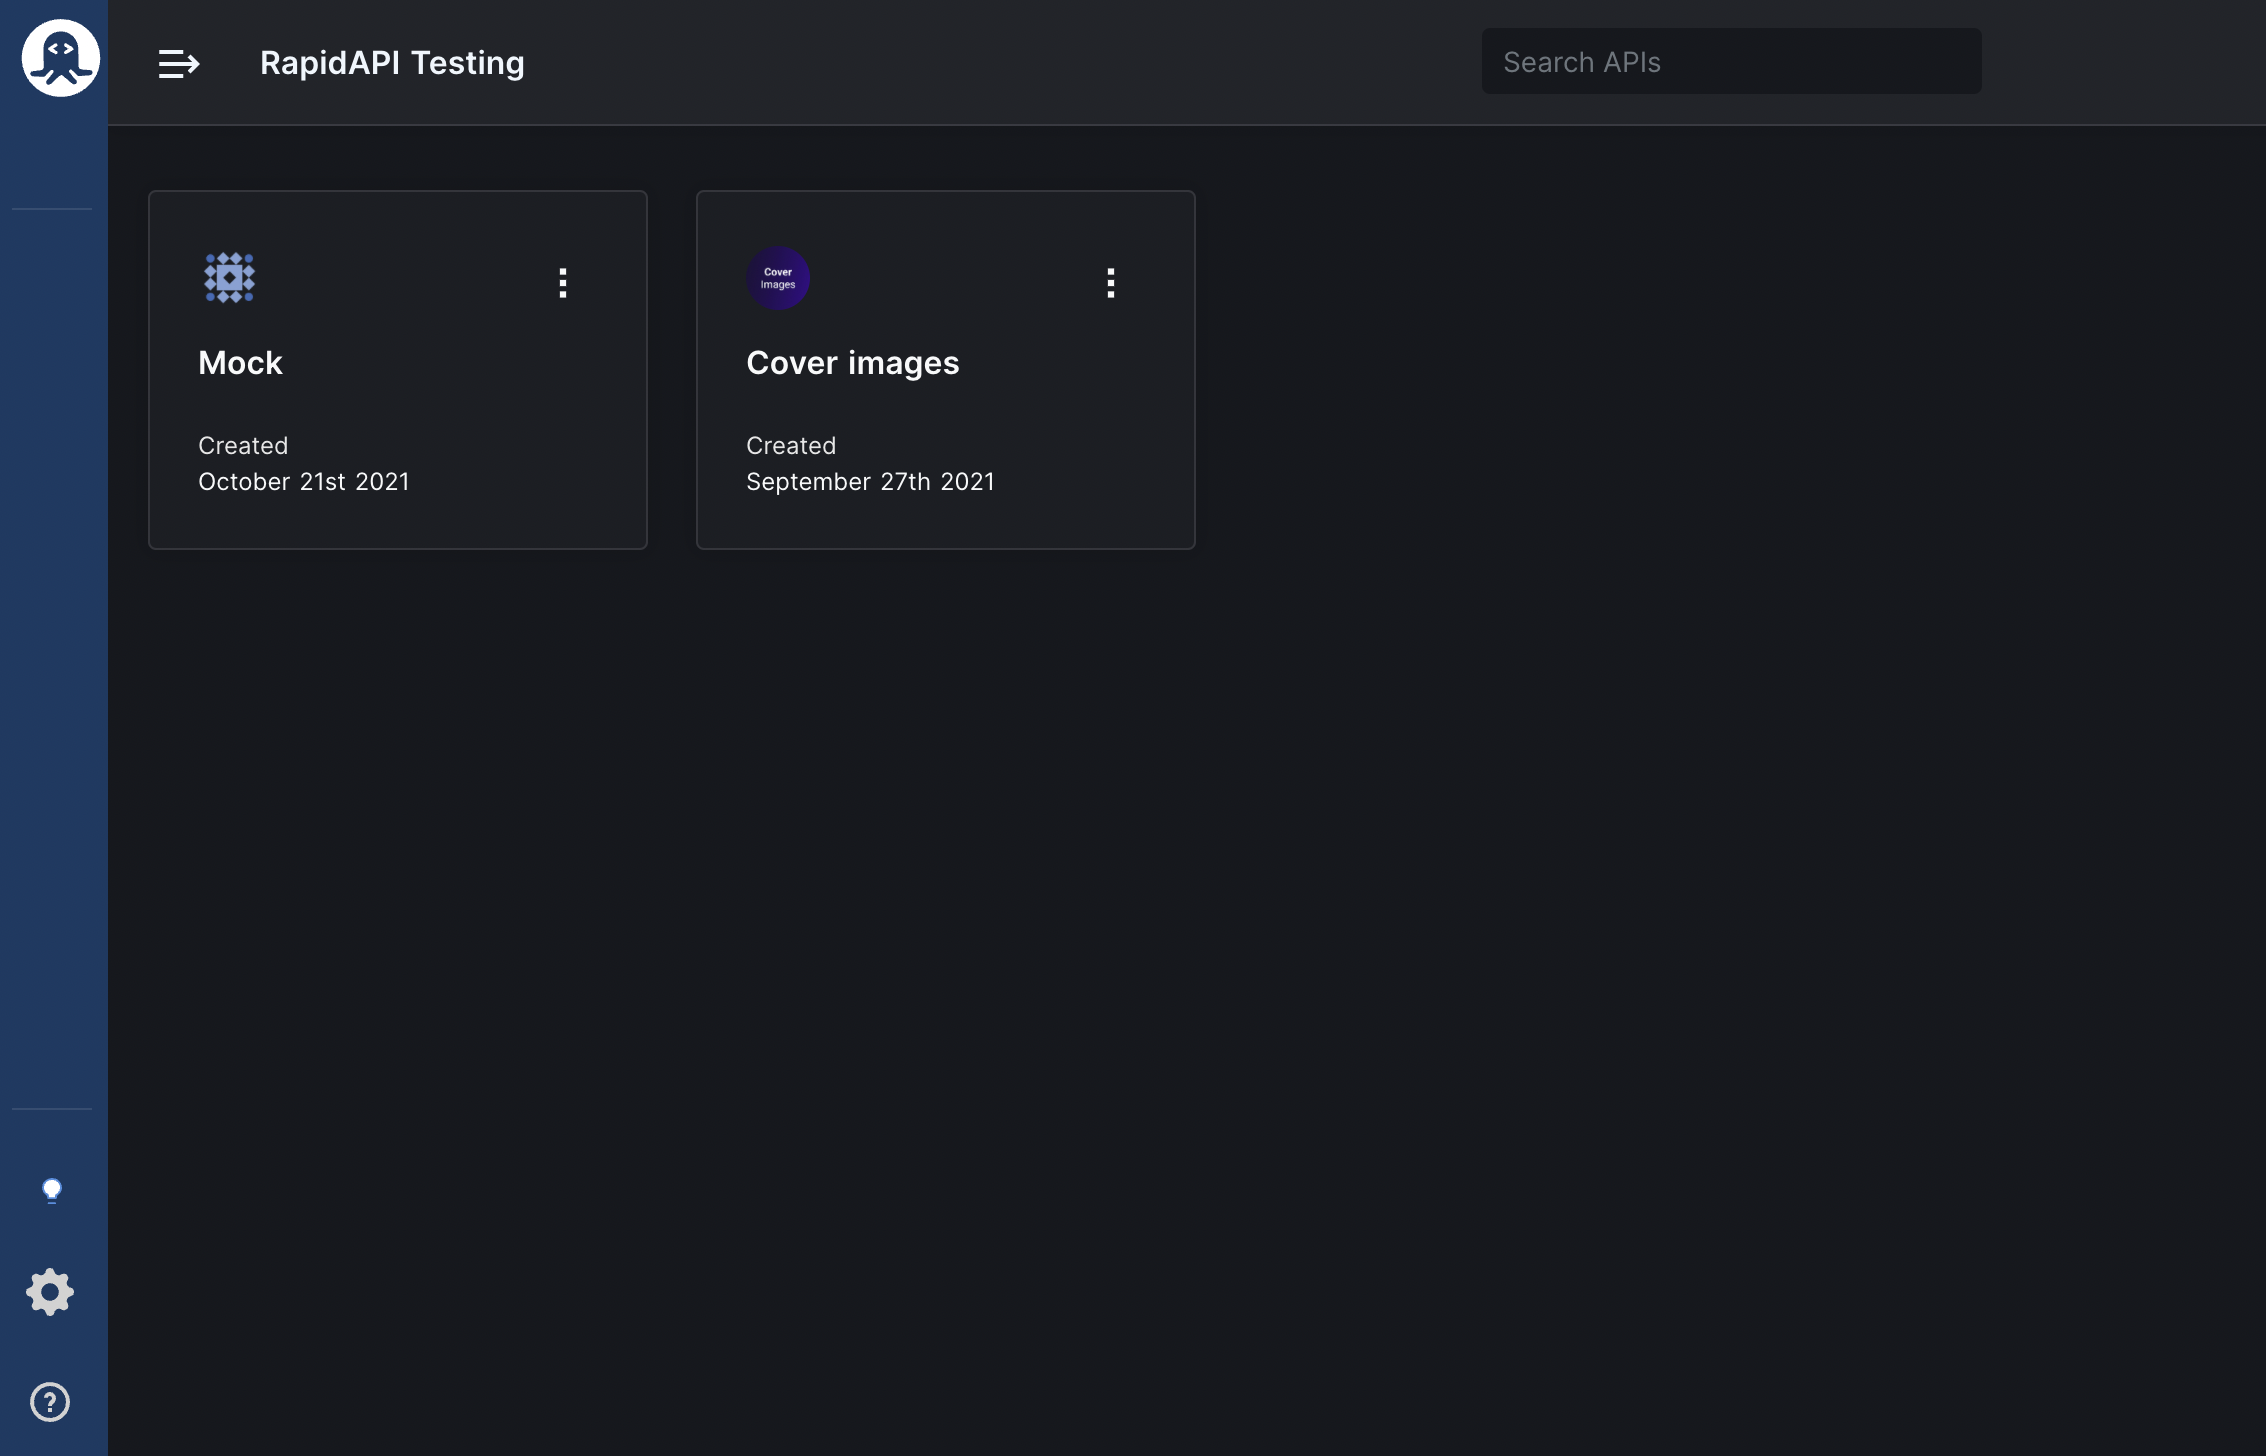 RapidAPI Testing
Search APIs
Mock
Created
October 21st 2021
Cover
Images
Cover images
Created
September 27th 2021